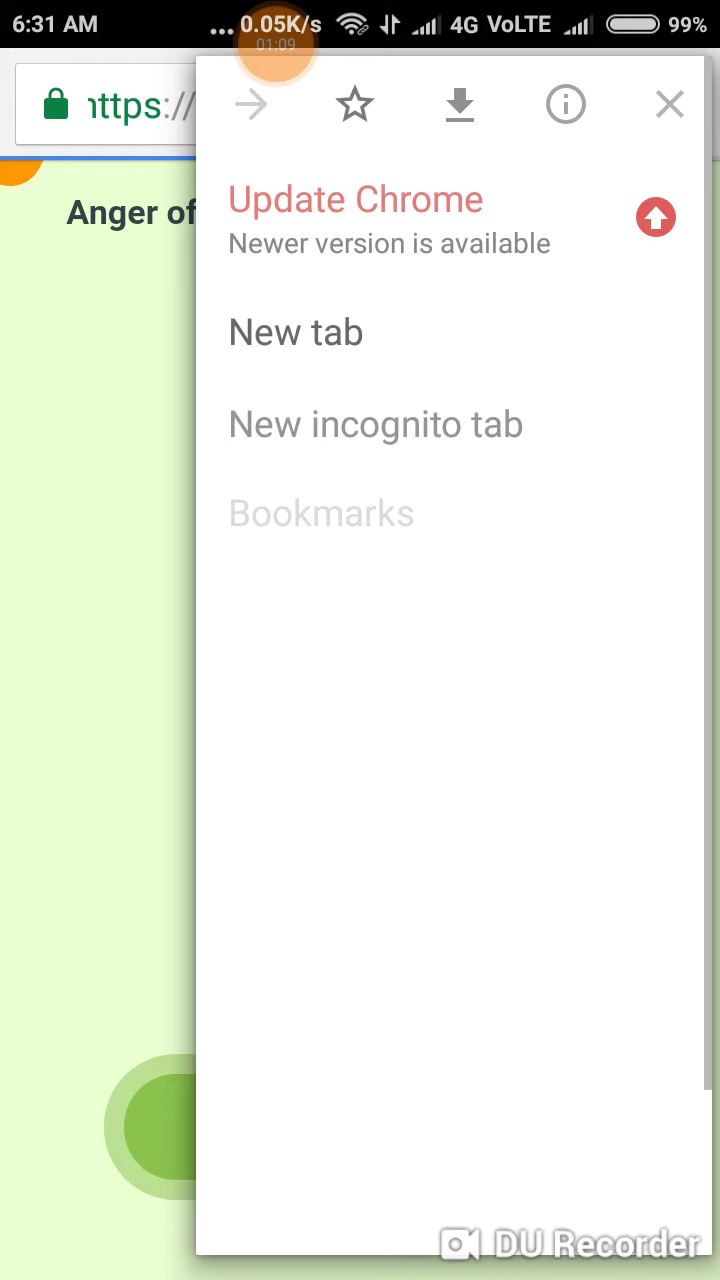 6:31 AM
... 0.05K/s 4G VoLTE 99%
01:09
https://
Update Chrome
Newer version is available
Anger of
New tab
New incognito tab
Bookmarks
DU Recorder